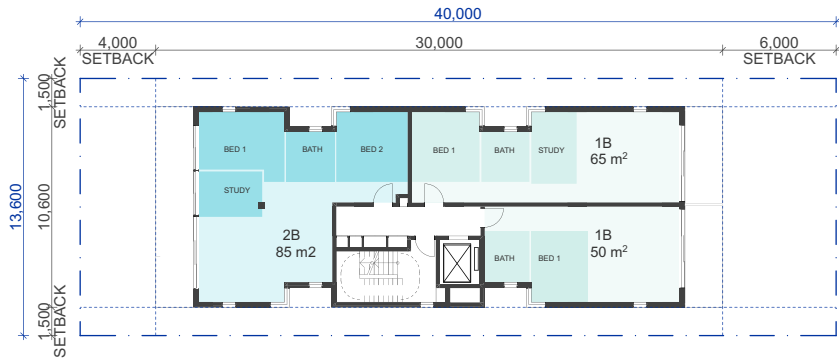 40,000
4,000
SETBACK
30,000
6,000
SETBACK
1,500
SETBACK
13,600
10,600
1,500
SETBACK
BED 1
BATH
BED 2
BED 1
BATH
STUDY
1B
65 m²
STUDY
2B
85 m2
BATH
BED 1
1B
50 m²